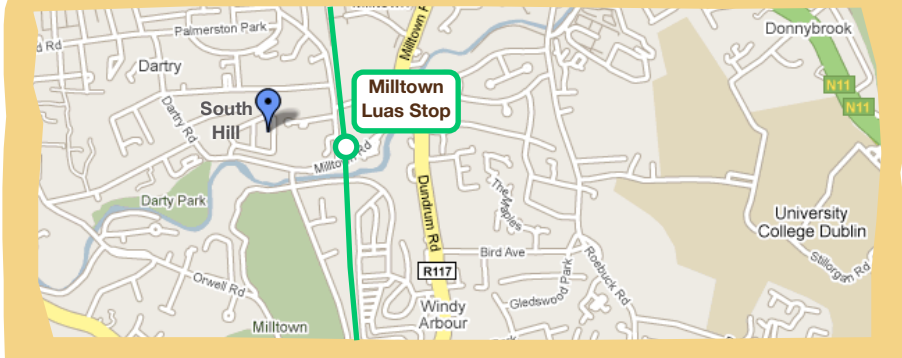 Palmerston Park
Milltown
Donnybrook
d Rd
Dartry
N11
N11
Milltown
Luas Stop
South
Hill
Dartry Rd
Milltown Rd
Darty Park
Dundrum Rd
The Maples
University
College Dublin
Bird Ave
Roebuck Rd
Stillorgan Rd
R117
Orwell Rd
Gledswood Park
Windy
Arbour
Milltown